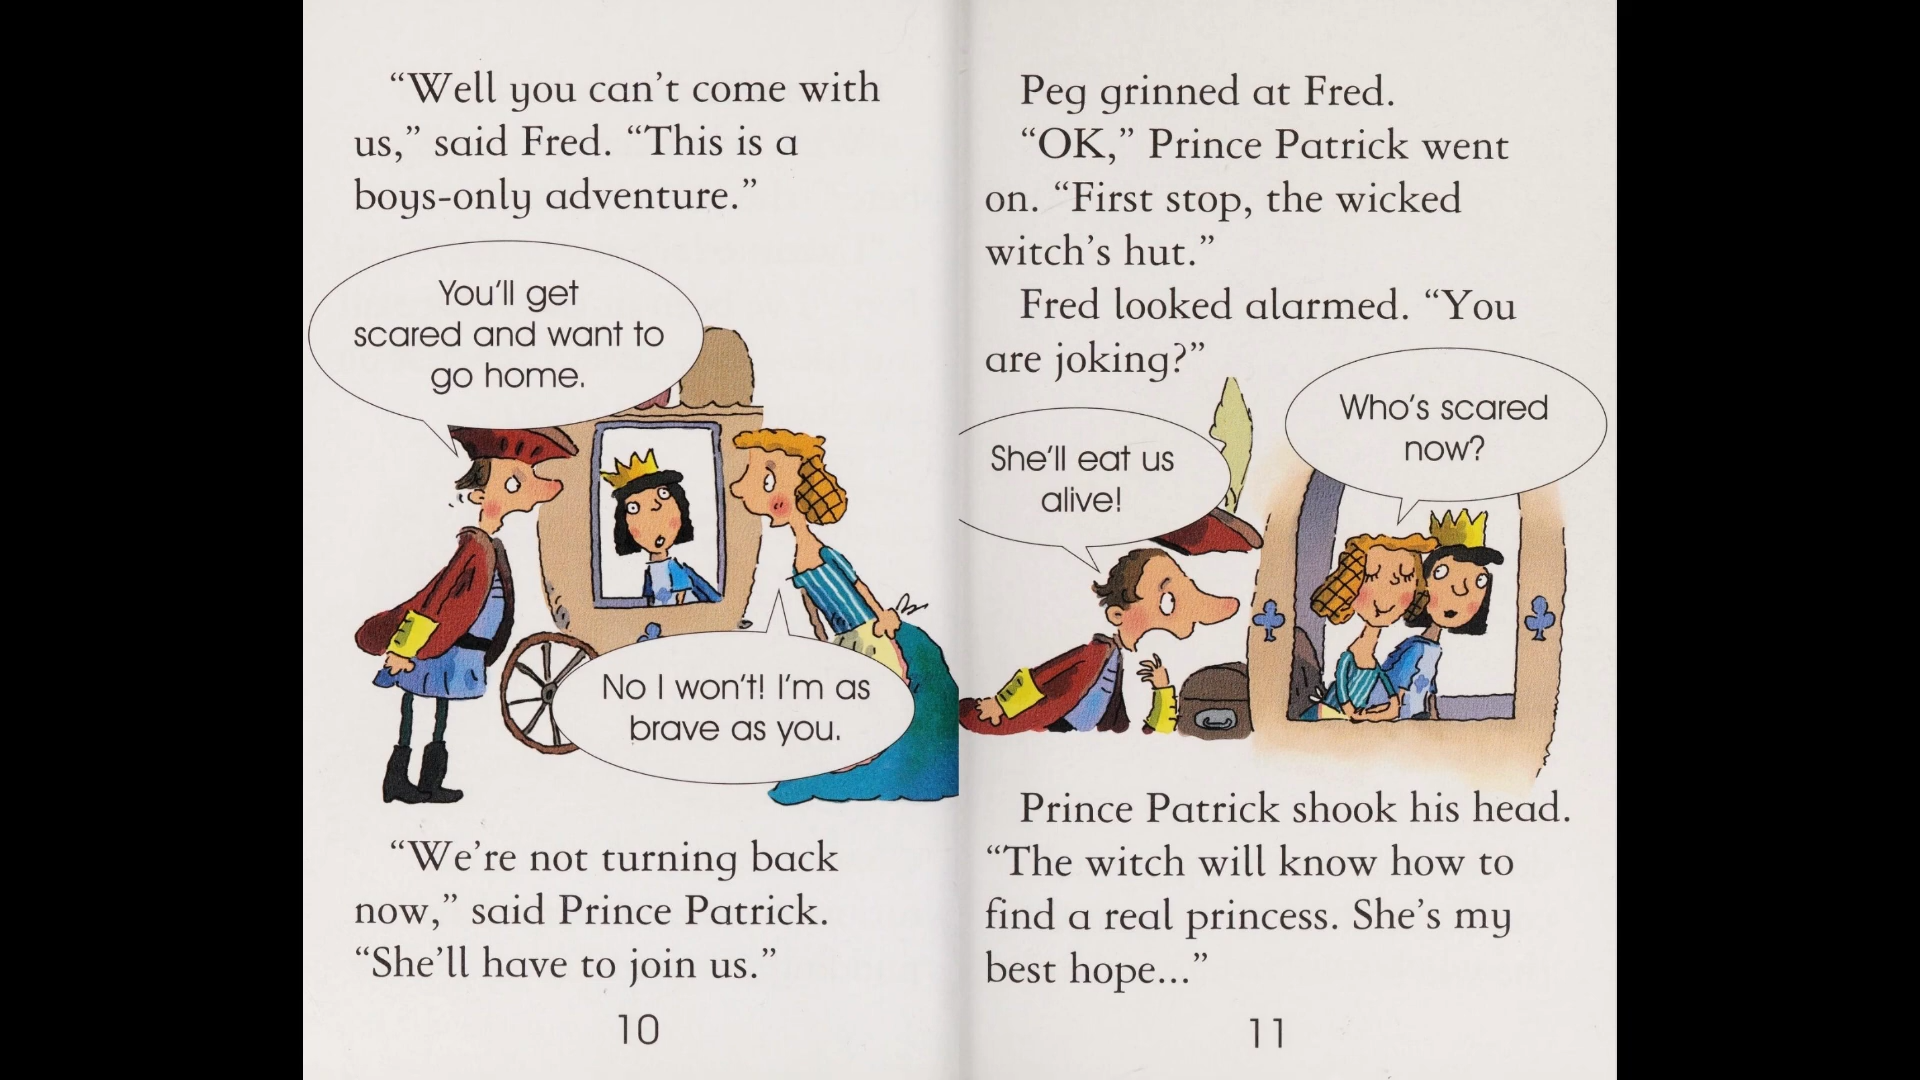 “Well you can’t come with
us,” said Fred. “This is a
boys-only adventure.”
You’ll get
scared and want to
go home.
No I won’t! I’m as
brave as you.
“We’re not turning back
now,” said Prince Patrick.
“She’ll have to join us.”
10
Peg grinned at Fred.
“OK,” Prince Patrick went
on. “First stop, the wicked
witch’s hut.”
Fred looked alarmed. “You
are joking?”
She’ll eat us
alive!
Who’s scared
now?
Prince Patrick shook his head.
“The witch will know how to
find a real princess. She’s my
best hope...”
11